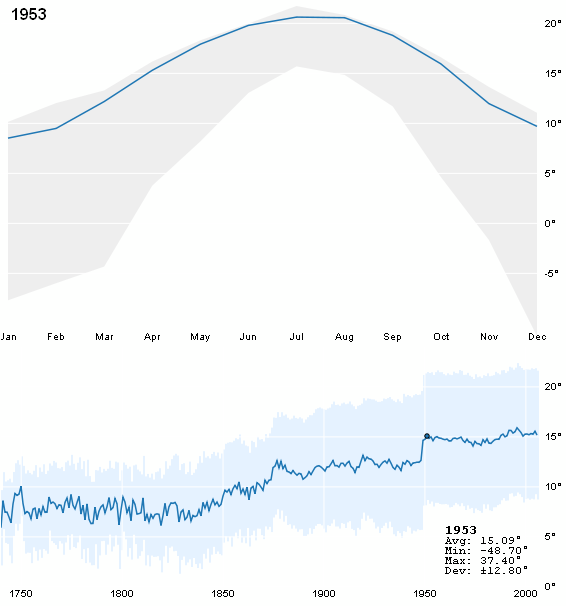 1953
20°
15°
10°
5°
0°
-5°
Jan Feb Mar Apr May Jun Jul Aug Sep Oct Nov Dec
20°
15°
10°
5°
0°
1953
Avg: 15.09°
Min: -48.70°
Max: 37.40°
Dev: ±12.80°
1750 1800 1850 1900 1950 2000